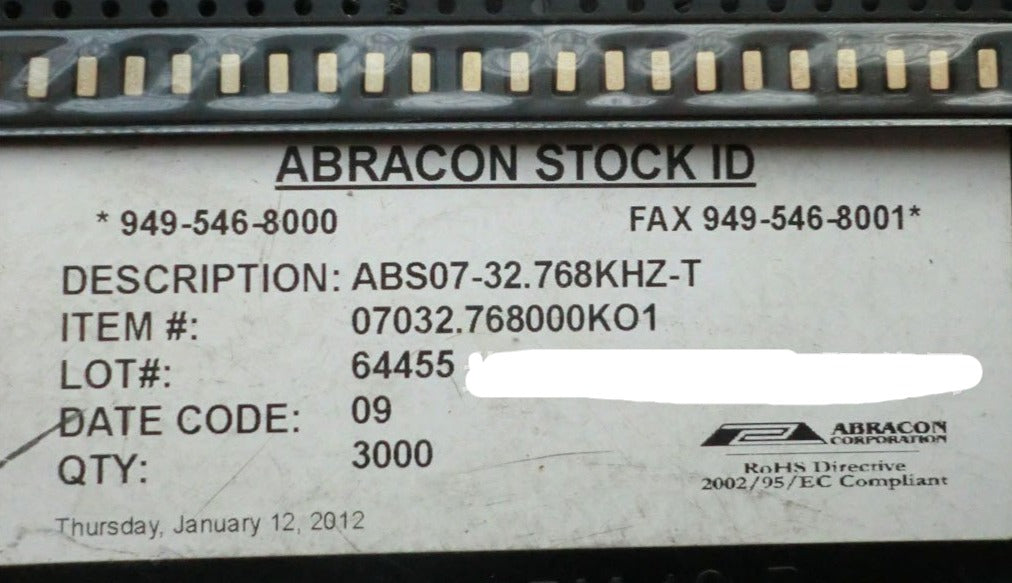 ABRACON STOCK ID
* 949-546-8000 FAX 949-546-8001*
DESCRIPTION: ABS07-32.768KHZ-T
ITEM #: 07032.768000KO1
LOT#: 64455
DATE CODE: 09
QTY: 3000
ABRACON
CORPORATION
RoHS Directive
2002/95/EC Compliant
Thursday, January 12, 2012